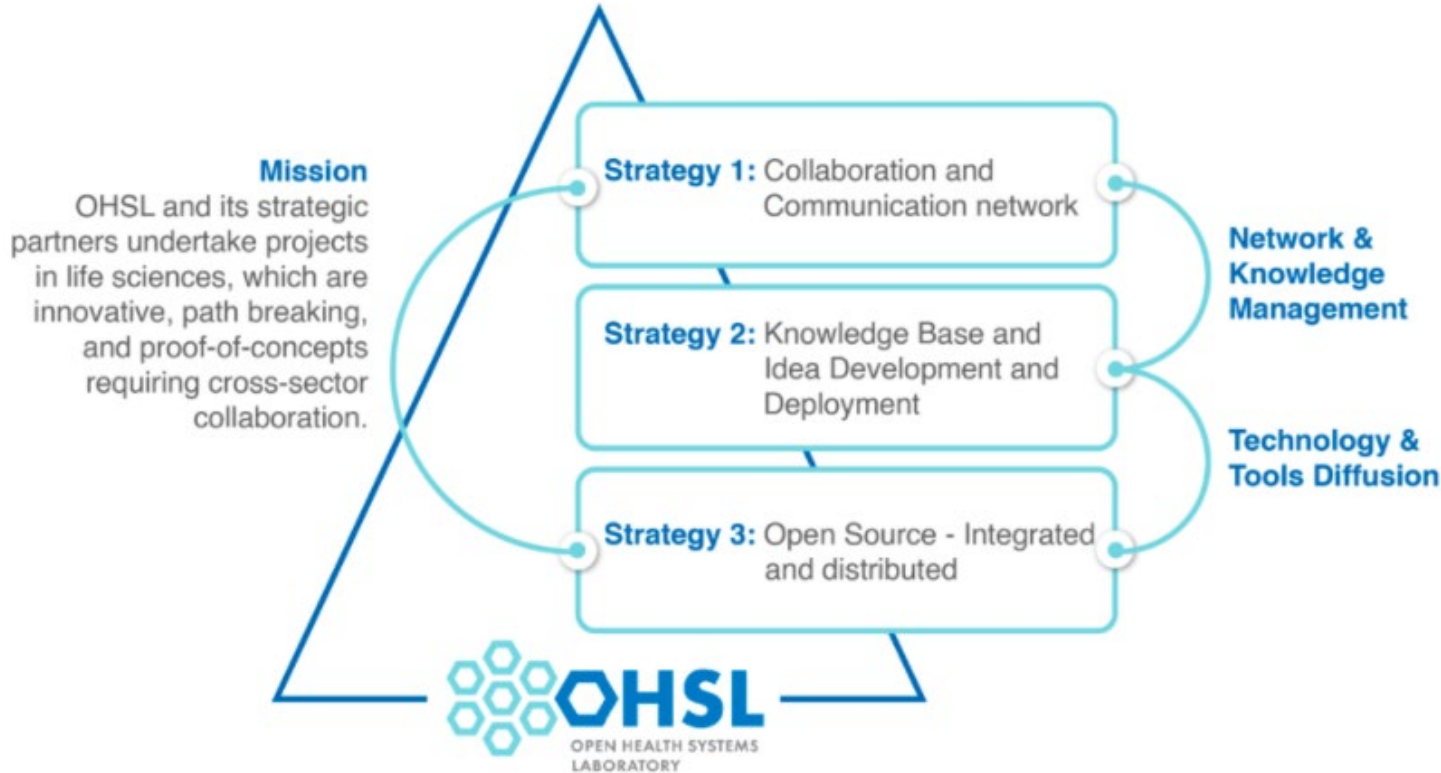 Mission
OHSL and its strategic
partners undertake projects
in life sciences, which are
innovative, path breaking,
and proof-of-concepts
requiring cross-sector
collaboration.
Strategy 1: Collaboration and
Communication network
Strategy 2: Knowledge Base and
Idea Development and
Deployment
Strategy 3: Open Source - Integrated
and distributed
Network &
Knowledge
Management
Technology &
Tools Diffusion
OHSL
OPEN HEALTH SYSTEMS
LABORATORY